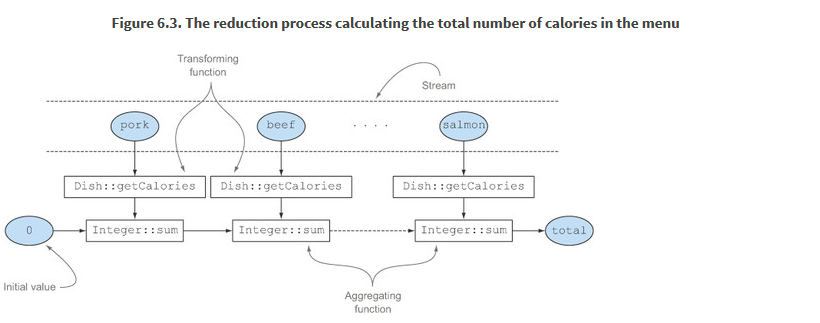 Figure 6.3. The reduction process calculating the total number of calories in the menu
Transforming
function
Stream
pork
beef
. . . .
salmon
Dish::getCalories
Dish::getCalories
Dish::getCalories
0
Integer::sum
Integer::sum
Integer::sum
total
Initial value
Aggregating
function